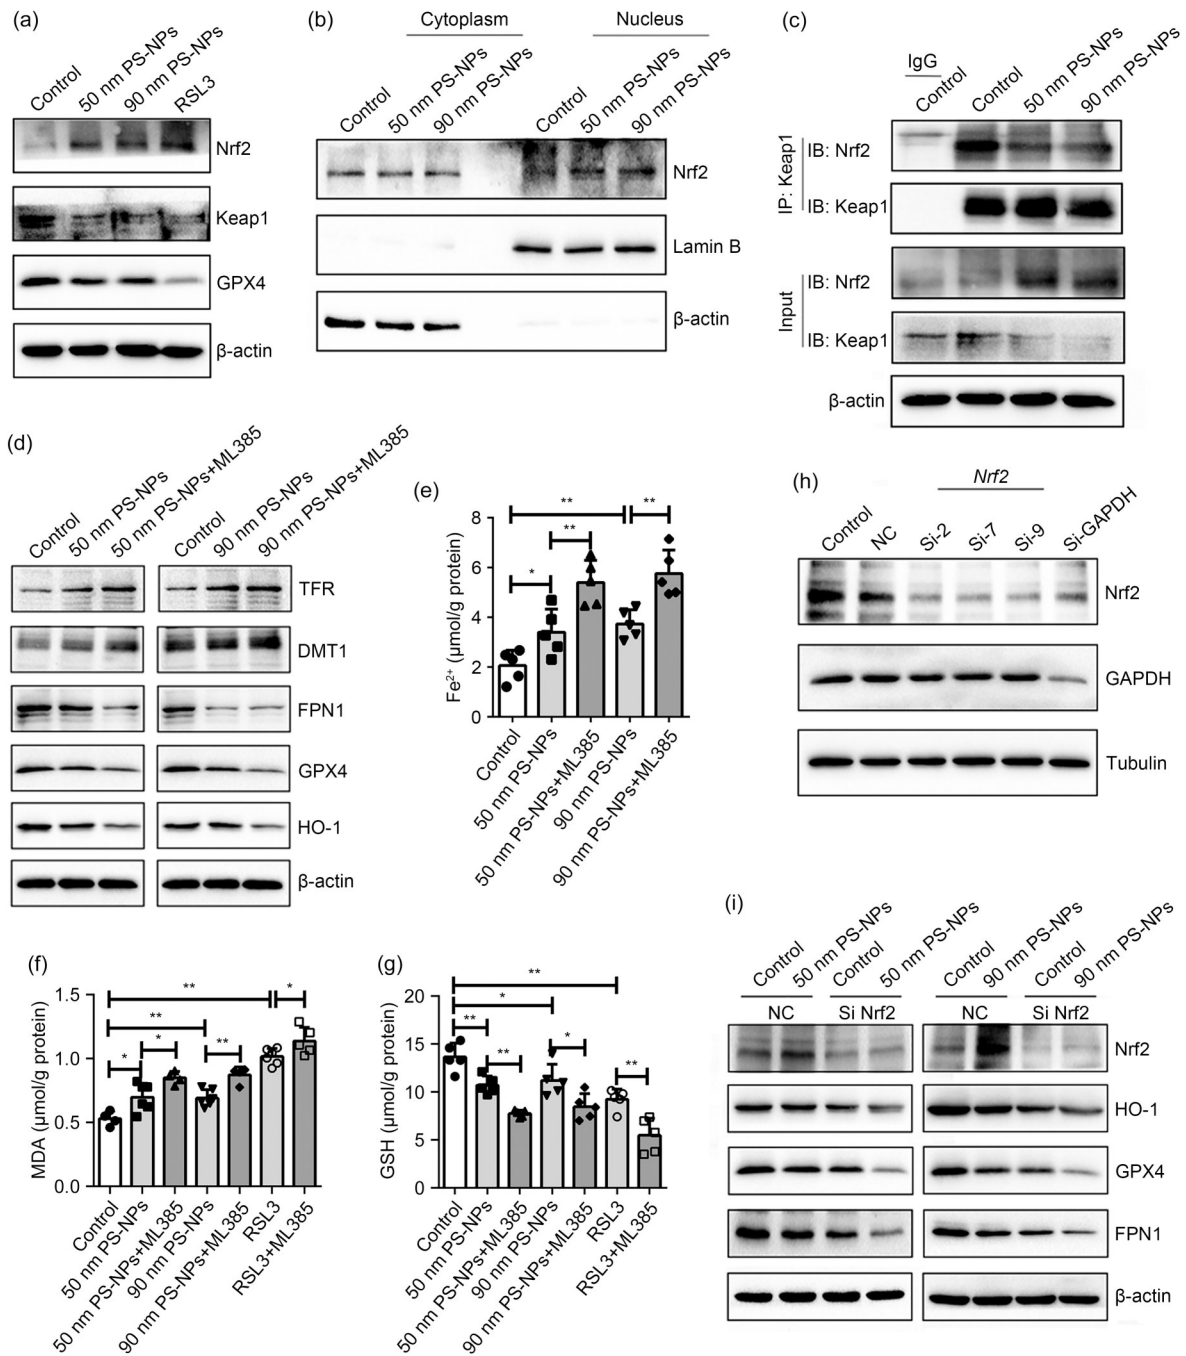 (a)
Control
50 nm PS-NPs
90 nm PS-NPs
RSL3
Nrf2
Keap1
GPX4
β-actin
(b)
Cytoplasm
Nucleus
Control
50 nm PS-NPs
90 nm PS-NPs
Control
50 nm PS-NPs
90 nm PS-NPs
Nrf2
Lamin B
β-actin
(c)
IgG
Control
Control
50 nm PS-NPs
90 nm PS-NPs
IP: Keap1
IB: Nrf2
IB: Keap1
Input
IB: Nrf2
IB: Keap1
β-actin
(d)
Control
50 nm PS-NPs
50 nm PS-NPs+ML385
Control
90 nm PS-NPs
90 nm PS-NPs+ML385
TFR
DMT1
FPN1
GPX4
HO-1
β-actin
(e)
Fe²⁺ (μmol/g protein)
8
6
4
2
0
**
**
**
*
Control
50 nm PS-NPs
50 nm PS-NPs+ML385
90 nm PS-NPs
90 nm PS-NPs+ML385
(h)
Nrf2
Control
NC
Si-2
Si-7
Si-9
Si-GAPDH
Nrf2
GAPDH
Tubulin
(f)
MDA (μmol/g protein)
1.5
1.0
0.5
0.0
**
*
**
*
**
*
Control
50 nm PS-NPs
50 nm PS-NPs+ML385
90 nm PS-NPs
90 nm PS-NPs+ML385
RSL3
RSL3+ML385
(g)
GSH (μmol/g protein)
20
15
10
5
0
**
*
**
*
**
**
Control
50 nm PS-NPs
50 nm PS-NPs+ML385
90 nm PS-NPs
90 nm PS-NPs+ML385
RSL3
RSL3+ML385
(i)
Control
50 nm PS-NPs
Control
50 nm PS-NPs
Control
90 nm PS-NPs
Control
90 nm PS-NPs
NC
Si Nrf2
NC
Si Nrf2
Nrf2
HO-1
GPX4
FPN1
β-actin